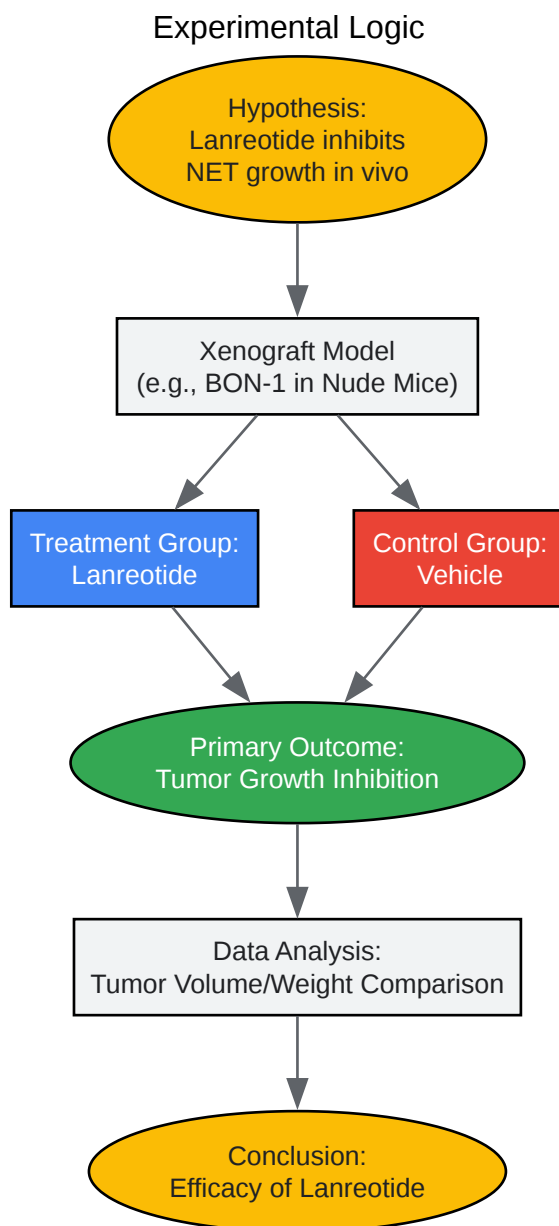 Experimental Logic
Hypothesis:
Lanreotide inhibits
NET growth in vivo
Xenograft Model
(e.g., BON-1 in Nude Mice)
Treatment Group:
Lanreotide
Control Group:
Vehicle
Primary Outcome:
Tumor Growth Inhibition
Data Analysis:
Tumor Volume/Weight Comparison
Conclusion:
Efficacy of Lanreotide